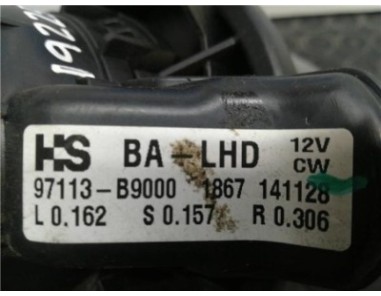 HS BA-LHD 12V CW
97113-B9000 1867 141128
L 0.162 S 0.157 R 0.306